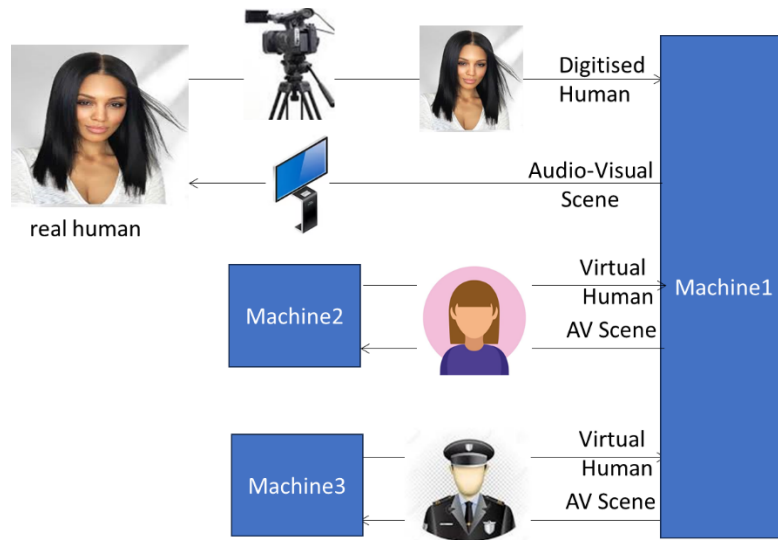 Digitised
Human
Audio-Visual
Scene
real human
Virtual
Human
Machine1
Machine2
AV Scene
Virtual
Human
Machine3
AV Scene